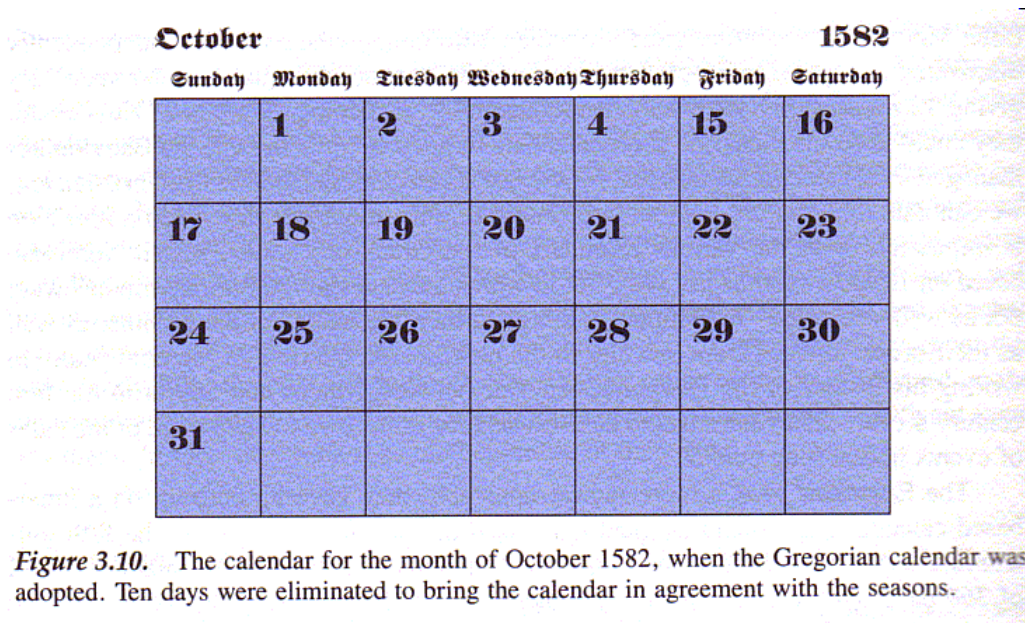 October 1582
Sunday Monday Tuesday Wednesday Thursday Friday Saturday
1 2 3 4 15 16
17 18 19 20 21 22 23
24 25 26 27 28 29 30
31
Figure 3.10. The calendar for the month of October 1582, when the Gregorian calendar was
adopted. Ten days were eliminated to bring the calendar in agreement with the seasons.